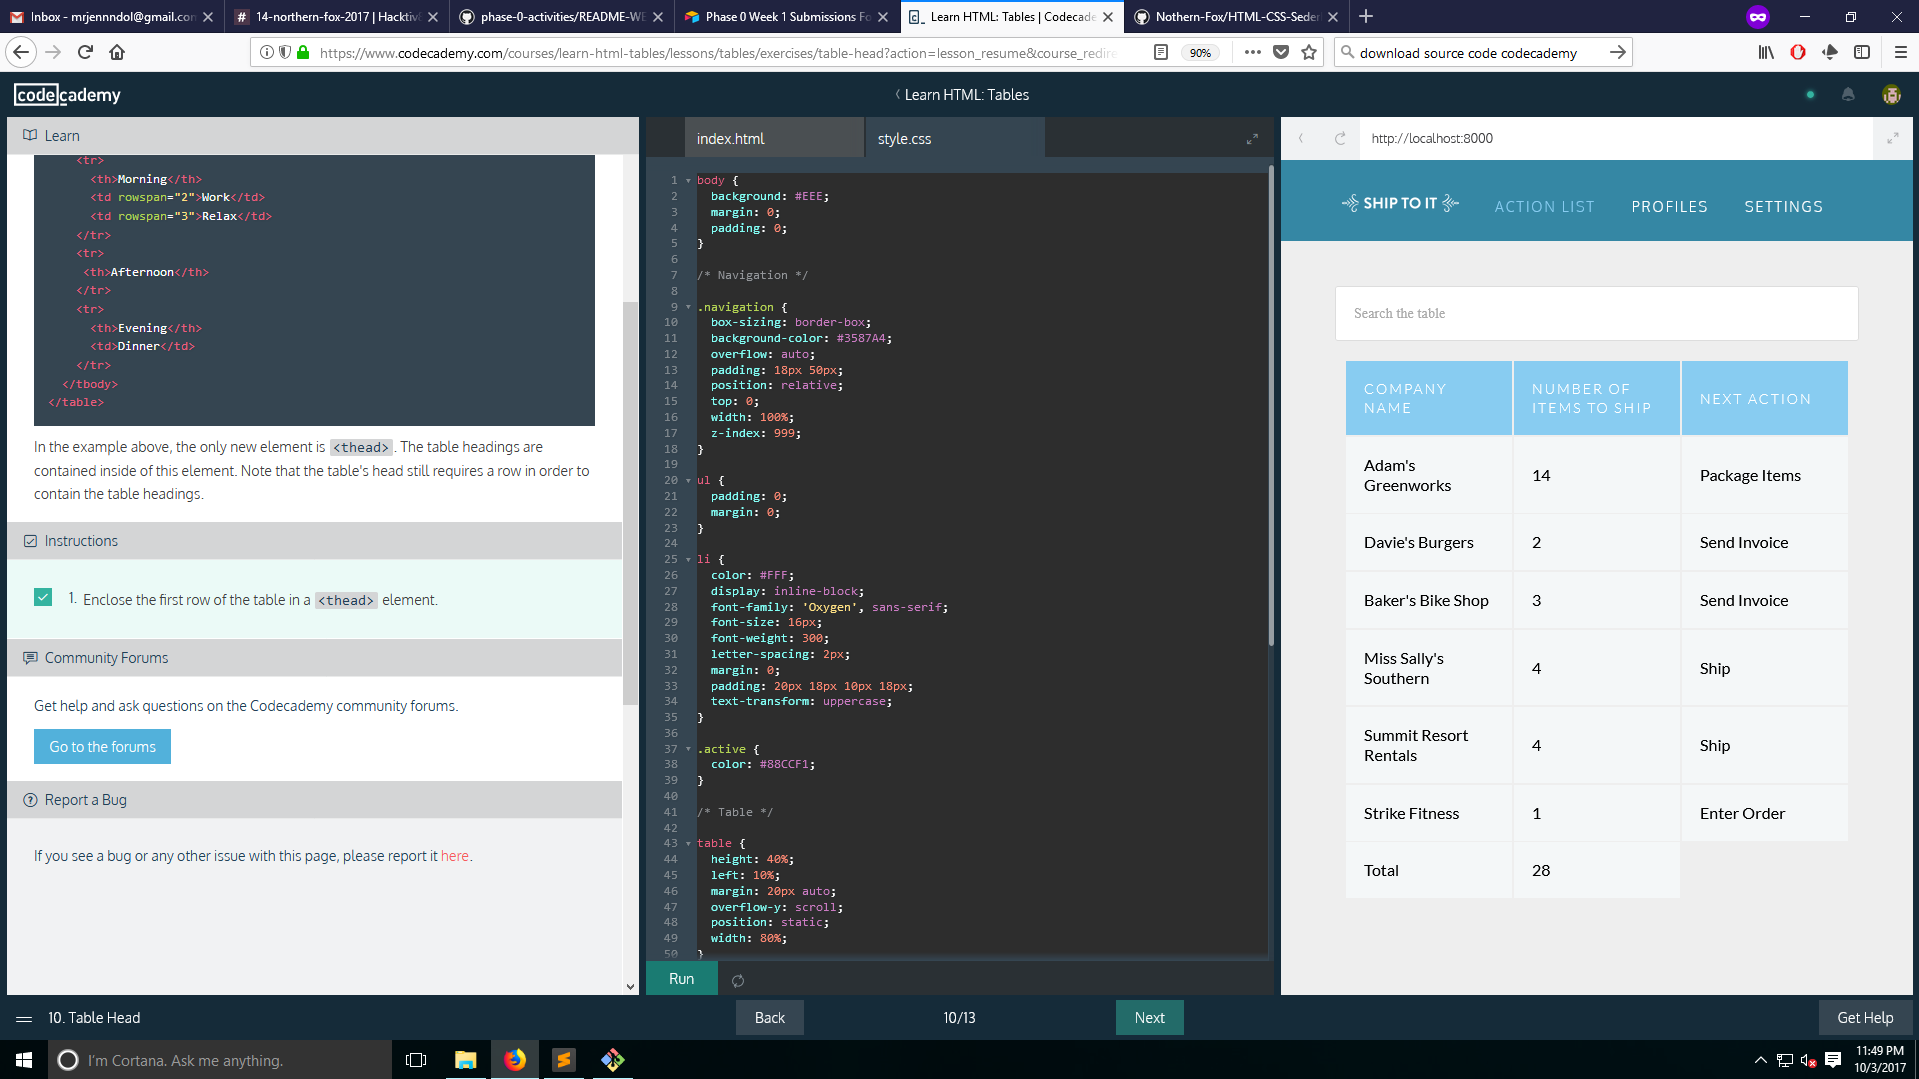 Inbox - mrjennndol@gmail.con
14-northern-fox-2017 | Hacktiv8
phase-0-activities/README-WE
Phase 0 Week 1 Submissions Fo
Learn HTML: Tables | Codecade
Nothern-Fox/HTML-CSS-Seder
https://www.codecademy.com/courses/learn-html-tables/lessons/tables/exercises/table-head?action=lesson_resume&course_redire
90%
download source code codecademy
codecademy
Learn HTML: Tables
Learn
<tr>
<th>Morning</th>
<td rowspan="2">Work</td>
<td rowspan="3">Relax</td>
</tr>
<tr>
<th>Afternoon</th>
</tr>
<tr>
<th>Evening</th>
<td>Dinner</td>
</tr>
</tbody>
</table>
In the example above, the only new element is <thead>. The table headings are
contained inside of this element. Note that the table's head still requires a row in order to
contain the table headings.
Instructions
1. Enclose the first row of the table in a <thead> element.
Community Forums
Get help and ask questions on the Codecademy community forums.
Go to the forums
Report a Bug
If you see a bug or any other issue with this page, please report it here.
index.html
style.css
1 body {
2 background: #EEE;
3 margin: 0;
4 padding: 0;
5 }
6
7 /* Navigation */
8
9 .navigation {
10 box-sizing: border-box;
11 background-color: #3587A4;
12 overflow: auto;
13 padding: 18px 50px;
14 position: relative;
15 top: 0;
16 width: 100%;
17 z-index: 999;
18 }
19
20 ul {
21 padding: 0;
22 margin: 0;
23 }
24
25 li {
26 color: #FFF;
27 display: inline-block;
28 font-family: 'Oxygen', sans-serif;
29 font-size: 16px;
30 font-weight: 300;
31 letter-spacing: 2px;
32 margin: 0;
33 padding: 20px 18px 10px 18px;
34 text-transform: uppercase;
35 }
36
37 .active {
38 color: #88CCF1;
39 }
40
41 /* Table */
42
43 table {
44 height: 40%;
45 left: 10%;
46 margin: 20px auto;
47 overflow-y: scroll;
48 position: static;
49 width: 80%;
50 }
Run
http://localhost:8000
SHIP TO IT
ACTION LIST
PROFILES
SETTINGS
Search the table
COMPANY NAME
NUMBER OF ITEMS TO SHIP
NEXT ACTION
Adam's Greenworks
14
Package Items
Davie's Burgers
2
Send Invoice
Baker's Bike Shop
3
Send Invoice
Miss Sally's Southern
4
Ship
Summit Resort Rentals
4
Ship
Strike Fitness
1
Enter Order
Total
28
10. Table Head
Back
10/13
Next
Get Help
I'm Cortana. Ask me anything.
11:49 PM
10/3/2017